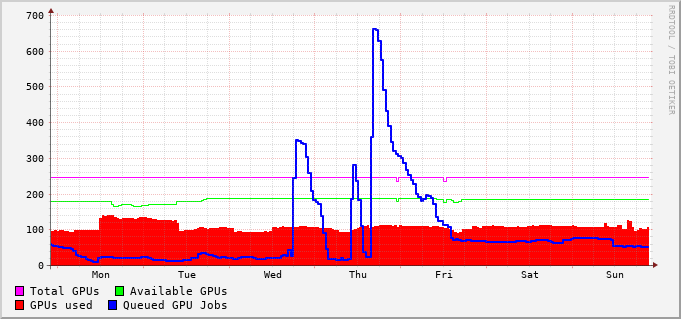 700
600
500
400
300
200
100
0
Mon Tue Wed Thu Fri Sat Sun
Total GPUs Available GPUs
GPUs used Queued GPU Jobs
RRDTOOL / TOBI OETIKER